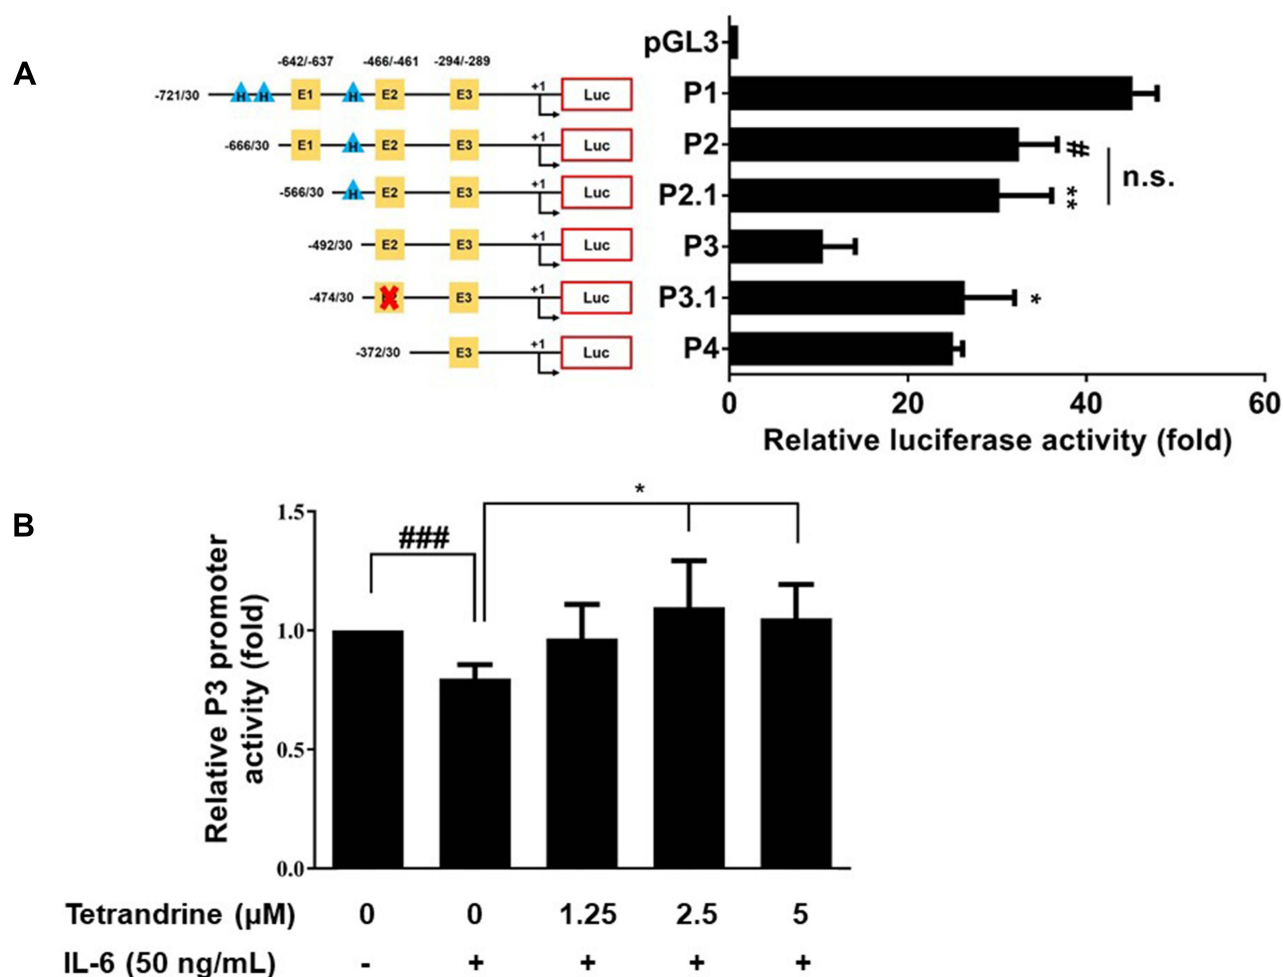 A
-642/-637 -466/-461 -294/-289
pGL3
-721/30 H H E1 H E2 E3 +1 Luc P1
-666/30 E1 H E2 E3 +1 Luc P2 #
-566/30 H E2 E3 +1 Luc P2.1 ** n.s.
-492/30 E2 E3 +1 Luc P3
-474/30 E3 +1 Luc P3.1 *
-372/30 E3 +1 Luc P4
0 20 40 60
Relative luciferase activity (fold)
B
Relative P3 promoter
activity (fold)
1.5
1.0
0.5
0.0
###
*
Tetrandrine (µM) 0 0 1.25 2.5 5
IL-6 (50 ng/mL) - + + + +